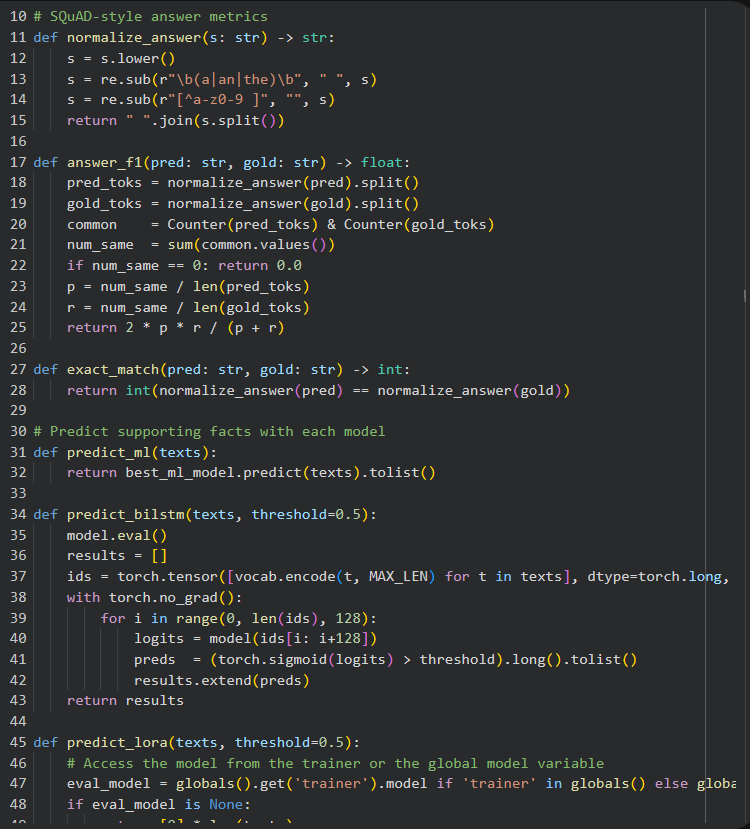 10 # SQuAD-style answer metrics
11 def normalize_answer(s: str) -> str:
12     s = s.lower()
13     s = re.sub(r"\b(a|an|the)\b", " ", s)
14     s = re.sub(r"[^a-z0-9 ]", "", s)
15     return " ".join(s.split())
16
17 def answer_f1(pred: str, gold: str) -> float:
18     pred_toks = normalize_answer(pred).split()
19     gold_toks = normalize_answer(gold).split()
20     common    = Counter(pred_toks) & Counter(gold_toks)
21     num_same  = sum(common.values())
22     if num_same == 0: return 0.0
23     p = num_same / len(pred_toks)
24     r = num_same / len(gold_toks)
25     return 2 * p * r / (p + r)
26
27 def exact_match(pred: str, gold: str) -> int:
28     return int(normalize_answer(pred) == normalize_answer(gold))
29
30 # Predict supporting facts with each model
31 def predict_ml(texts):
32     return best_ml_model.predict(texts).tolist()
33
34 def predict_bilstm(texts, threshold=0.5):
35     model.eval()
36     results = []
37     ids = torch.tensor([vocab.encode(t, MAX_LEN) for t in texts], dtype=torch.long,
38     with torch.no_grad():
39         for i in range(0, len(ids), 128):
40             logits = model(ids[i: i+128])
41             preds  = (torch.sigmoid(logits) > threshold).long().tolist()
42             results.extend(preds)
43     return results
44
45 def predict_lora(texts, threshold=0.5):
46     # Access the model from the trainer or the global model variable
47     eval_model = globals().get('trainer').model if 'trainer' in globals() else globa
48     if eval_model is None: